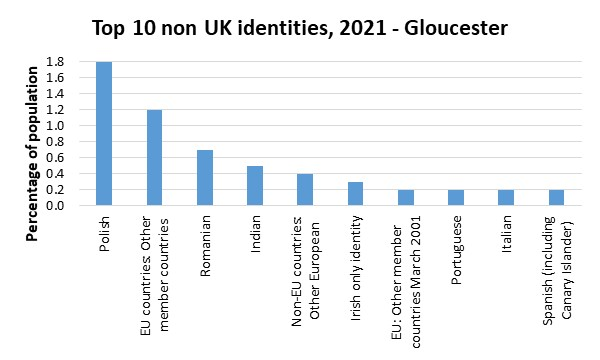 Top 10 non UK identities, 2021 - Gloucester
Percentage of population
1.8
1.6
1.4
1.2
1.0
0.8
0.6
0.4
0.2
0.0
Polish
EU countries: Other
member countries
Romanian
Indian
Non-EU countries:
Other European
Irish only identity
EU: Other member
countries March 2001
Portuguese
Italian
Spanish (including
Canary Islander)